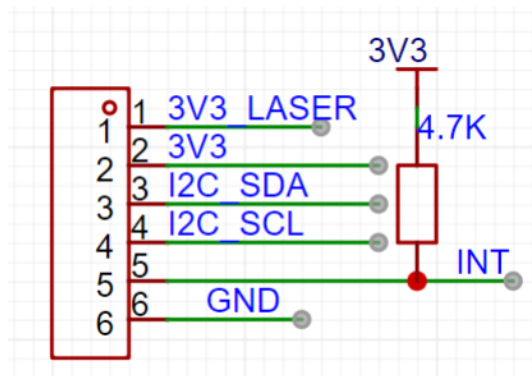 3V3
4.7K
1 1 3V3_LASER
2 2 3V3
3 3 I2C_SDA
4 4 I2C_SCL
5 5 INT
6 6 GND